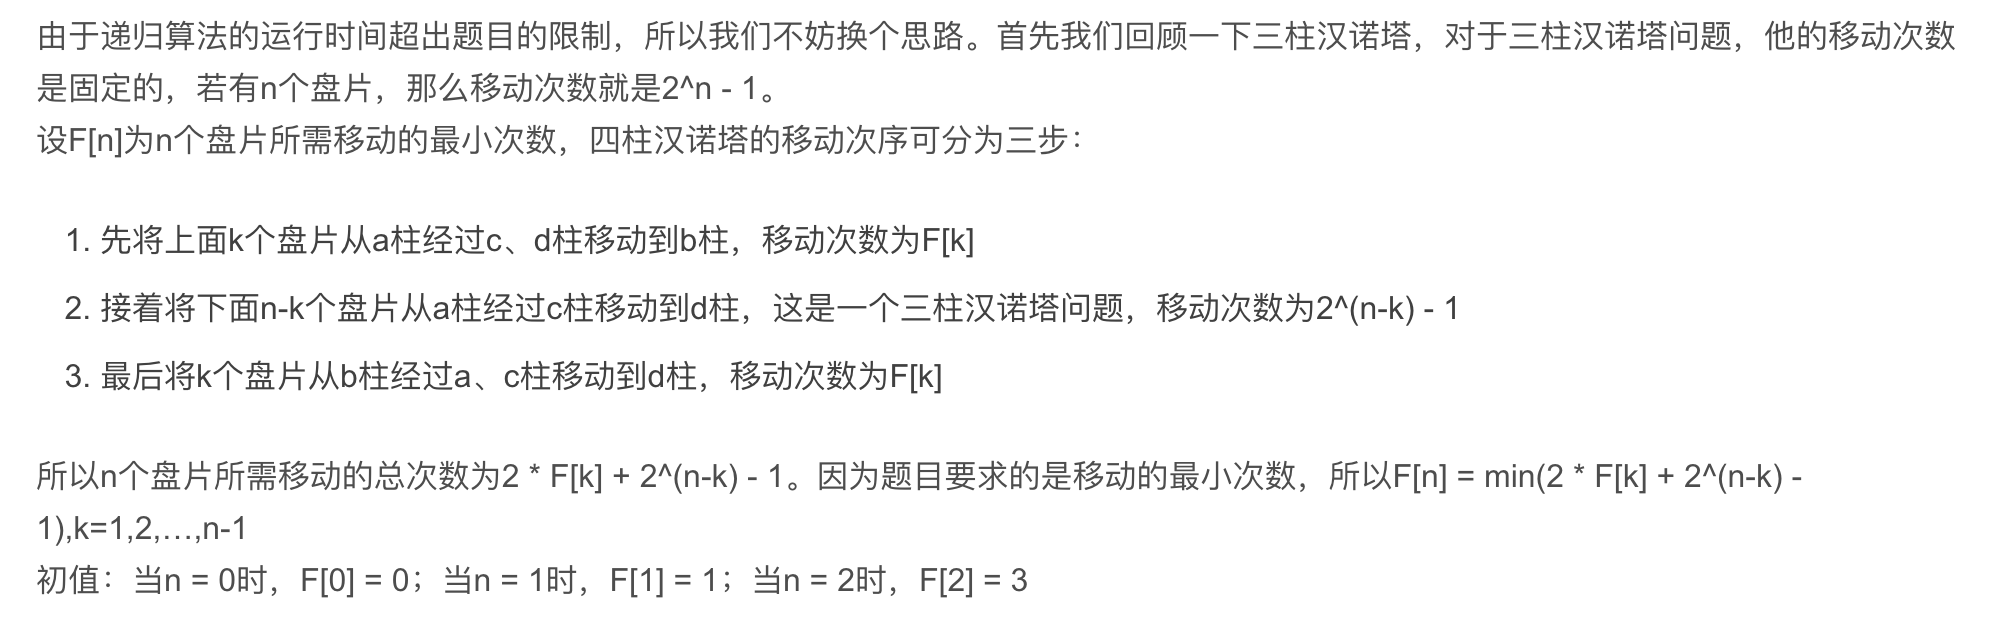 由于递归算法的运行时间超出题目的限制，所以我们不妨换个思路。首先我们回顾一下三柱汉诺塔，对于三柱汉诺塔问题，他的移动次数
是固定的，若有n个盘片，那么移动次数就是2^n - 1。
设F[n]为n个盘片所需移动的最小次数，四柱汉诺塔的移动次序可分为三步：
1. 先将上面k个盘片从a柱经过c、d柱移动到b柱，移动次数为F[k]
2. 接着将下面n-k个盘片从a柱经过c柱移动到d柱，这是一个三柱汉诺塔问题，移动次数为2^(n-k) - 1
3. 最后将k个盘片从b柱经过a、c柱移动到d柱，移动次数为F[k]
所以n个盘片所需移动的总次数为2 * F[k] + 2^(n-k) - 1。因为题目要求的是移动的最小次数，所以F[n] = min(2 * F[k] + 2^(n-k) -
1),k=1,2,…,n-1
初值：当n = 0时，F[0] = 0；当n = 1时，F[1] = 1；当n = 2时，F[2] = 3